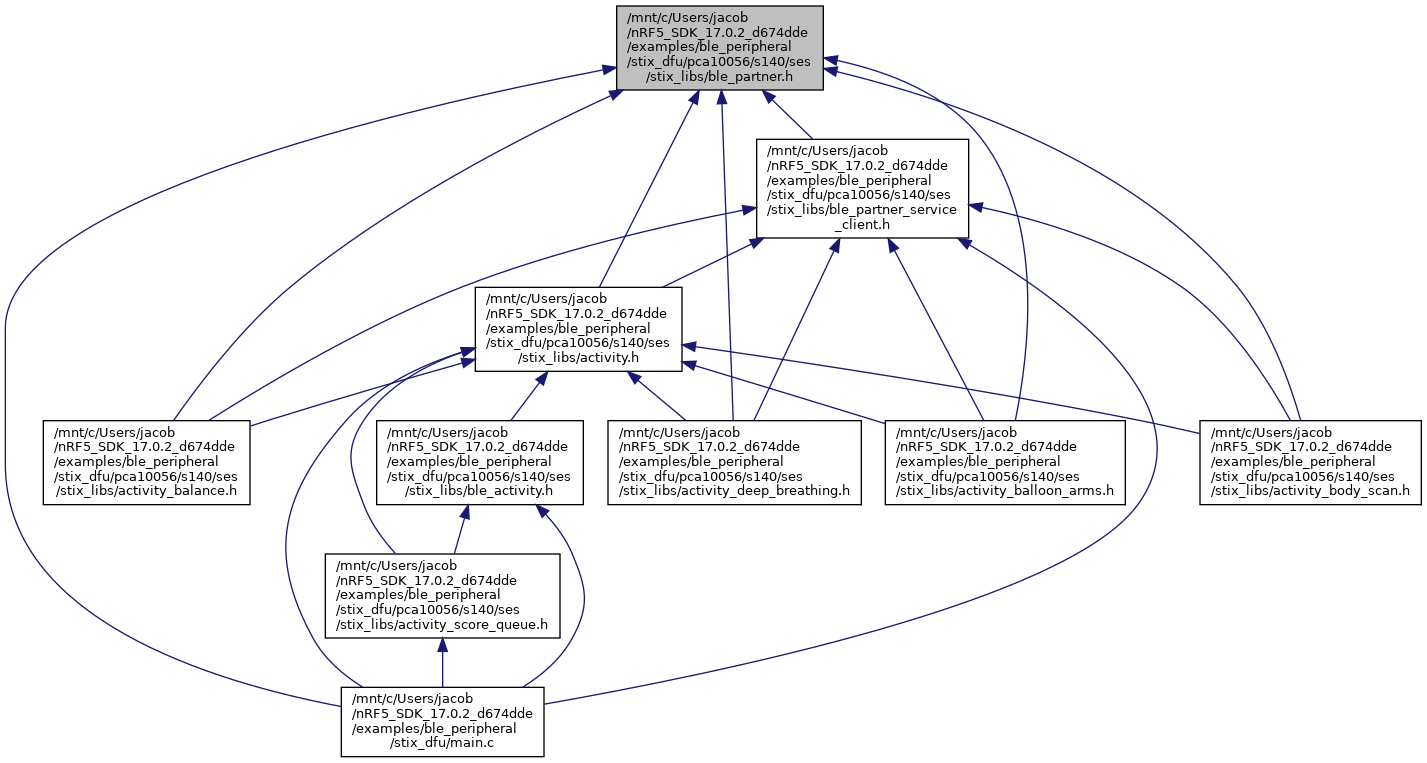 /mnt/c/Users/jacob
/nRF5_SDK_17.0.2_d674dde
/examples/ble_peripheral
/stix_dfu/pca10056/s140/ses
/stix_libs/ble_partner.h
/mnt/c/Users/jacob
/nRF5_SDK_17.0.2_d674dde
/examples/ble_peripheral
/stix_dfu/pca10056/s140/ses
/stix_libs/ble_partner_service
_client.h
/mnt/c/Users/jacob
/nRF5_SDK_17.0.2_d674dde
/examples/ble_peripheral
/stix_dfu/pca10056/s140/ses
/stix_libs/activity.h
/mnt/c/Users/jacob
/nRF5_SDK_17.0.2_d674dde
/examples/ble_peripheral
/stix_dfu/pca10056/s140/ses
/stix_libs/activity_balance.h
/mnt/c/Users/jacob
/nRF5_SDK_17.0.2_d674dde
/examples/ble_peripheral
/stix_dfu/pca10056/s140/ses
/stix_libs/ble_activity.h
/mnt/c/Users/jacob
/nRF5_SDK_17.0.2_d674dde
/examples/ble_peripheral
/stix_dfu/pca10056/s140/ses
/stix_libs/activity_deep_breathing.h
/mnt/c/Users/jacob
/nRF5_SDK_17.0.2_d674dde
/examples/ble_peripheral
/stix_dfu/pca10056/s140/ses
/stix_libs/activity_balloon_arms.h
/mnt/c/Users/jacob
/nRF5_SDK_17.0.2_d674dde
/examples/ble_peripheral
/stix_dfu/pca10056/s140/ses
/stix_libs/activity_body_scan.h
/mnt/c/Users/jacob
/nRF5_SDK_17.0.2_d674dde
/examples/ble_peripheral
/stix_dfu/pca10056/s140/ses
/stix_libs/activity_score_queue.h
/mnt/c/Users/jacob
/nRF5_SDK_17.0.2_d674dde
/examples/ble_peripheral
/stix_dfu/main.c